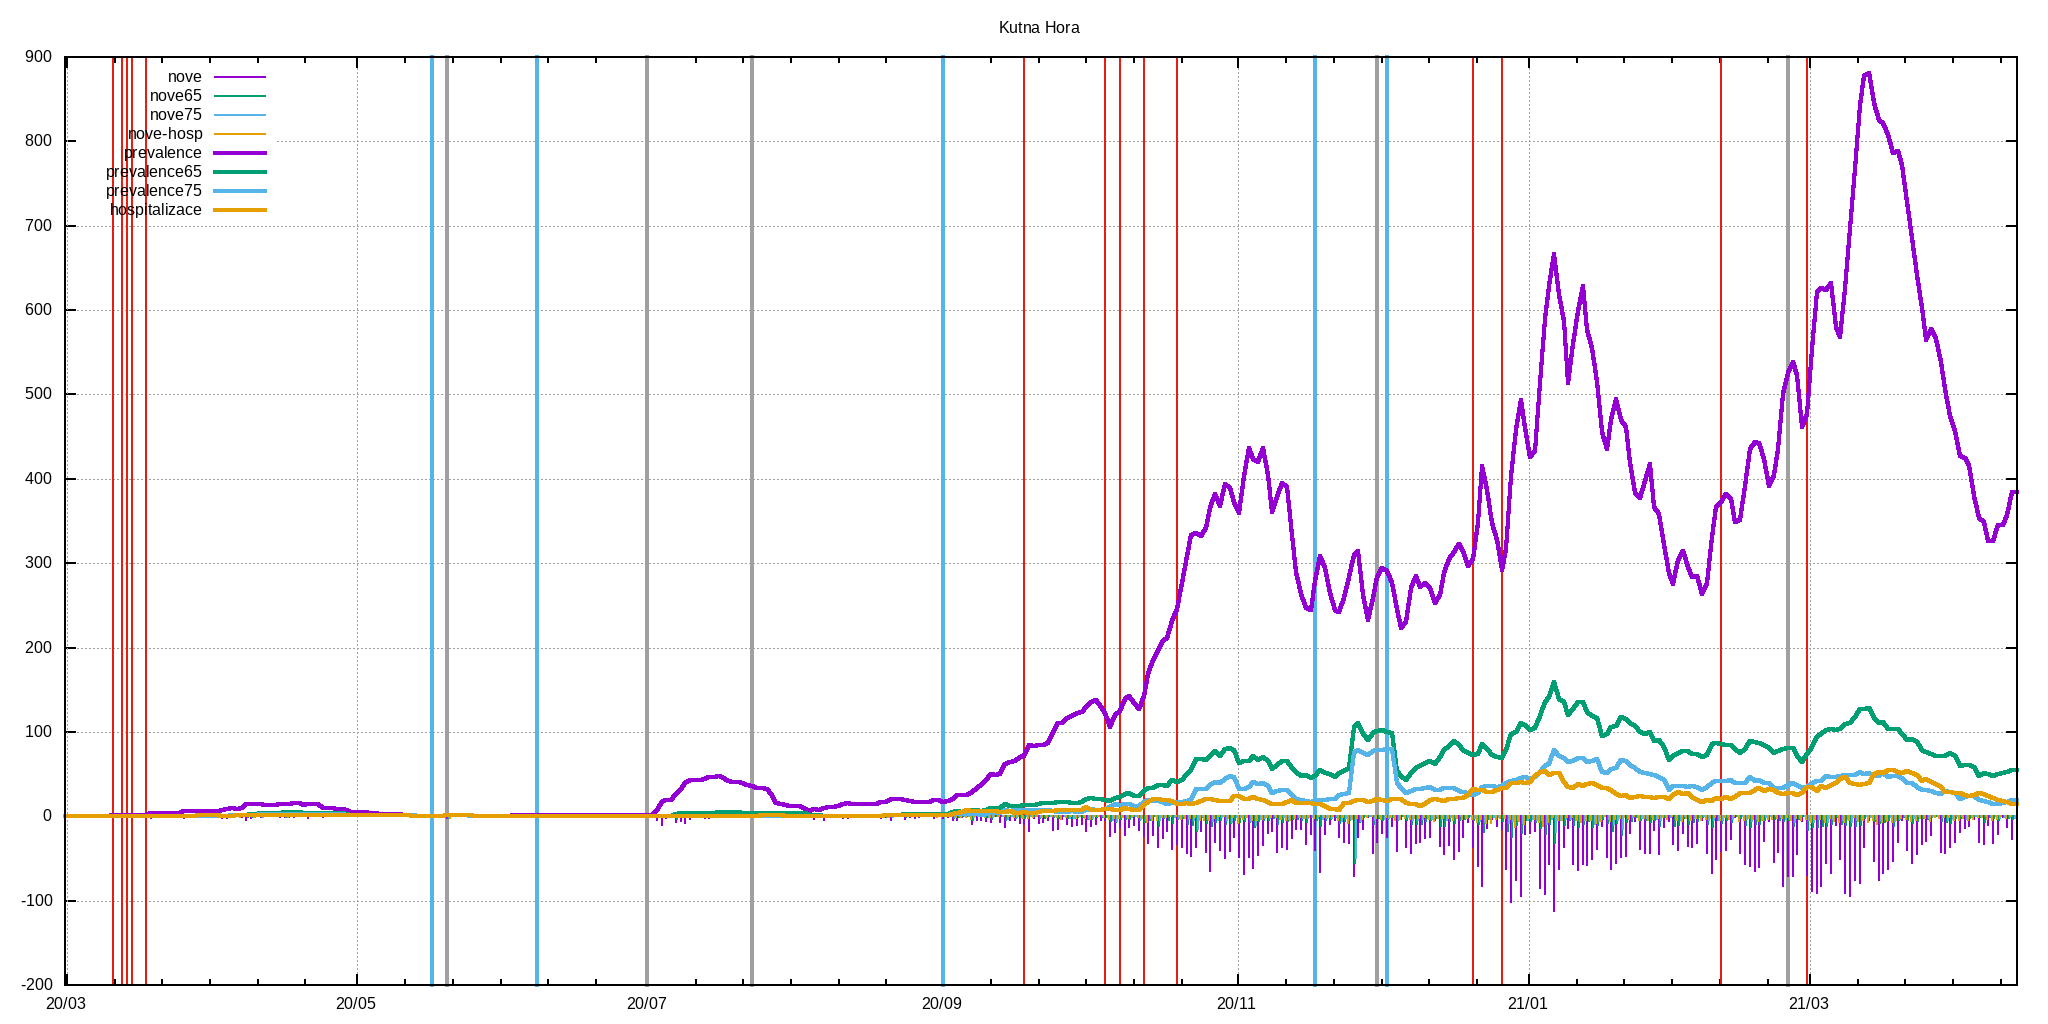 Kutna Hora
900
800
700
600
500
400
300
200
100
0
-100
-200
nove
nove65
nove75
nove-hosp
prevalence
prevalence65
prevalence75
hospitalizace
20/03 20/05 20/07 20/09 20/11 21/01 21/03